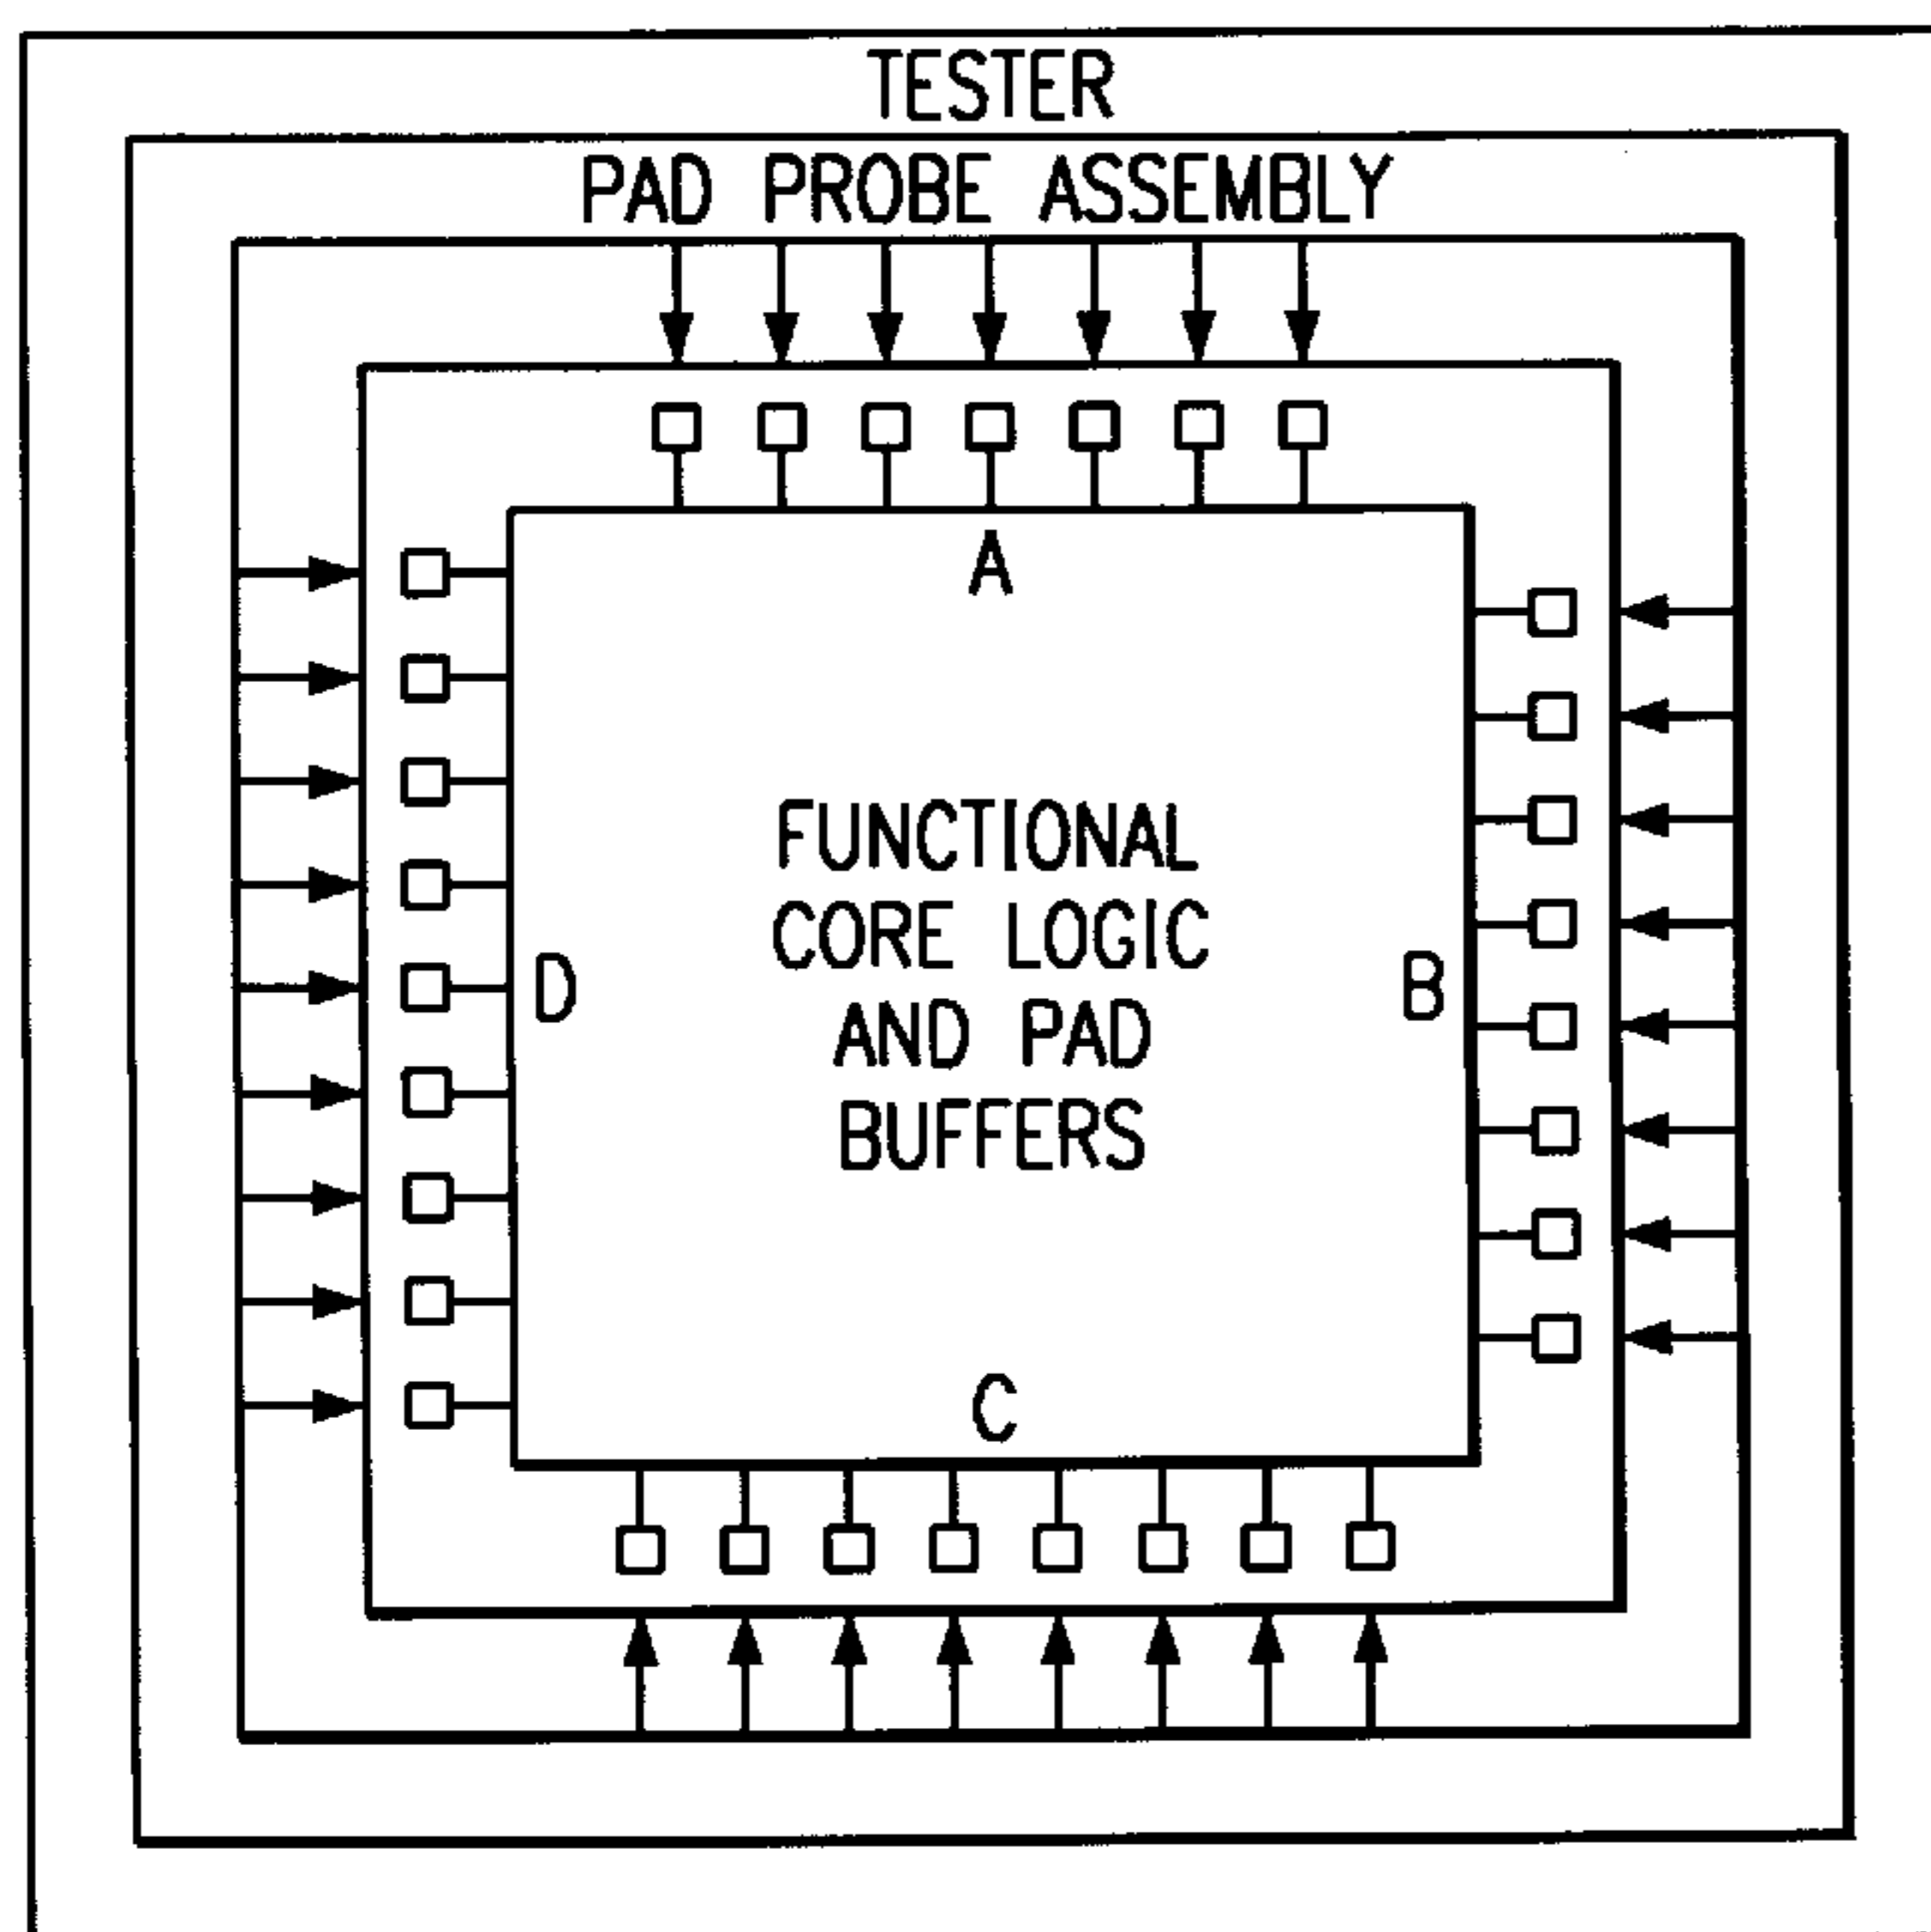 TESTER
PAD PROBE ASSEMBLY
A
FUNCTIONAL
CORE LOGIC
AND PAD
BUFFERS
D
B
C